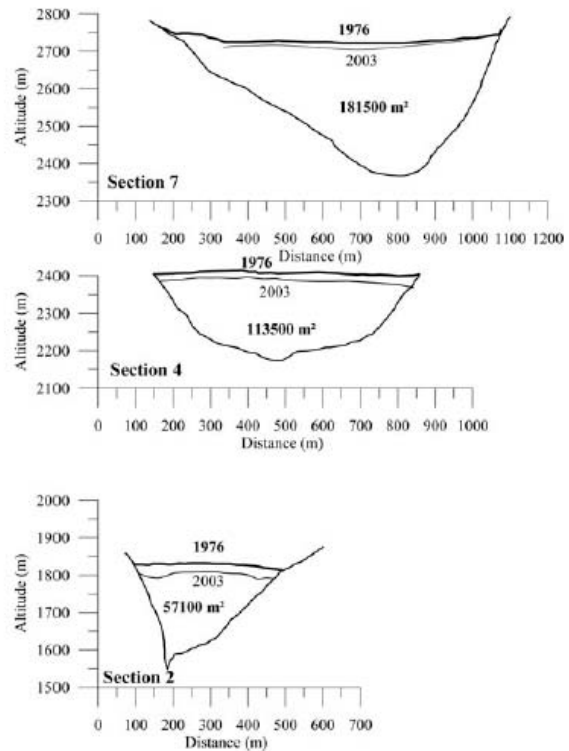 2800
2700
2600
2500
2400
2300
Altitude (m)
1976
2003
181500 m²
Section 7
0 100 200 300 400 500 600 700 800 900 1000 1100 1200
Distance (m)
2400
2300
2200
2100
Altitude (m)
1976
2003
113500 m²
Section 4
0 100 200 300 400 500 600 700 800 900 1000
Distance (m)
2000
1900
1800
1700
1600
1500
Altitude (m)
1976
2003
57100 m²
Section 2
0 100 200 300 400 500 600 700
Distance (m)